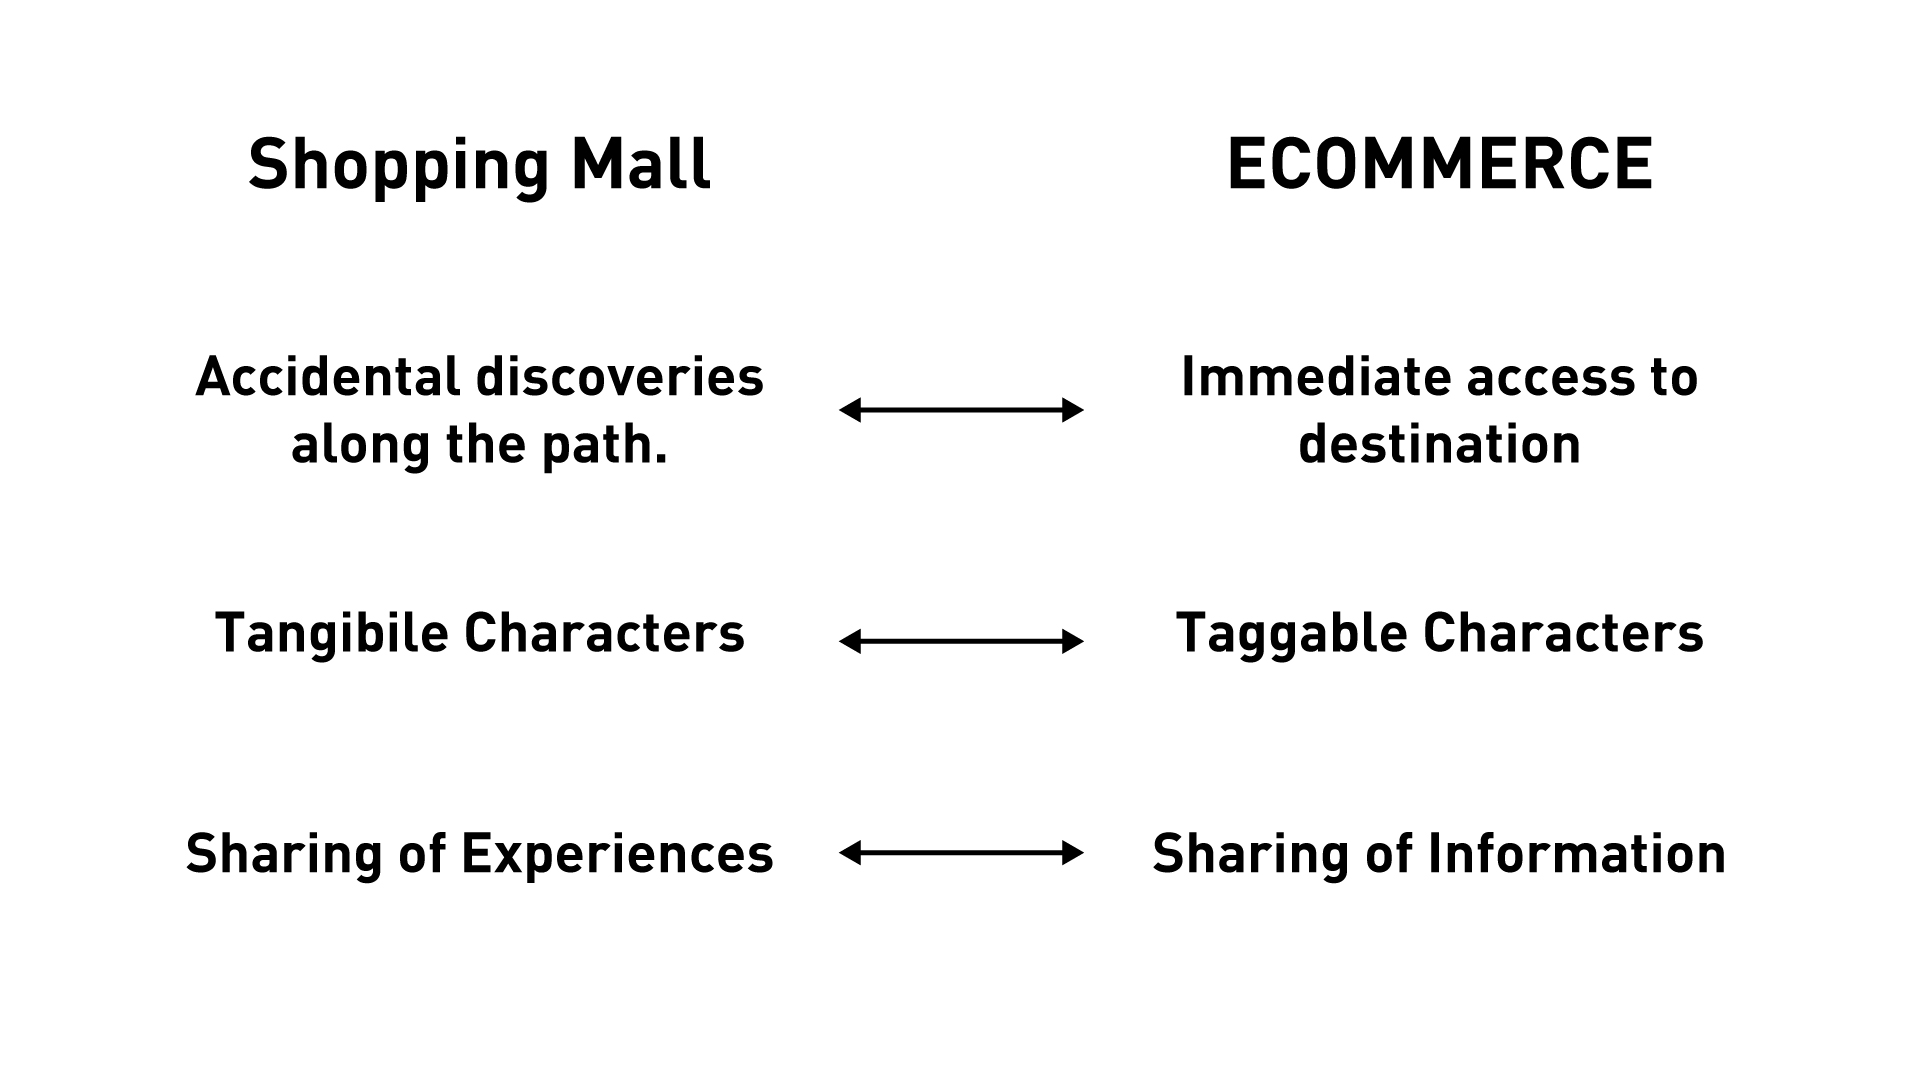 Shopping Mall
ECOMMERCE
Accidental discoveries
along the path.
Immediate access to
destination
Tangibile Characters
Taggable Characters
Sharing of Experiences
Sharing of Information